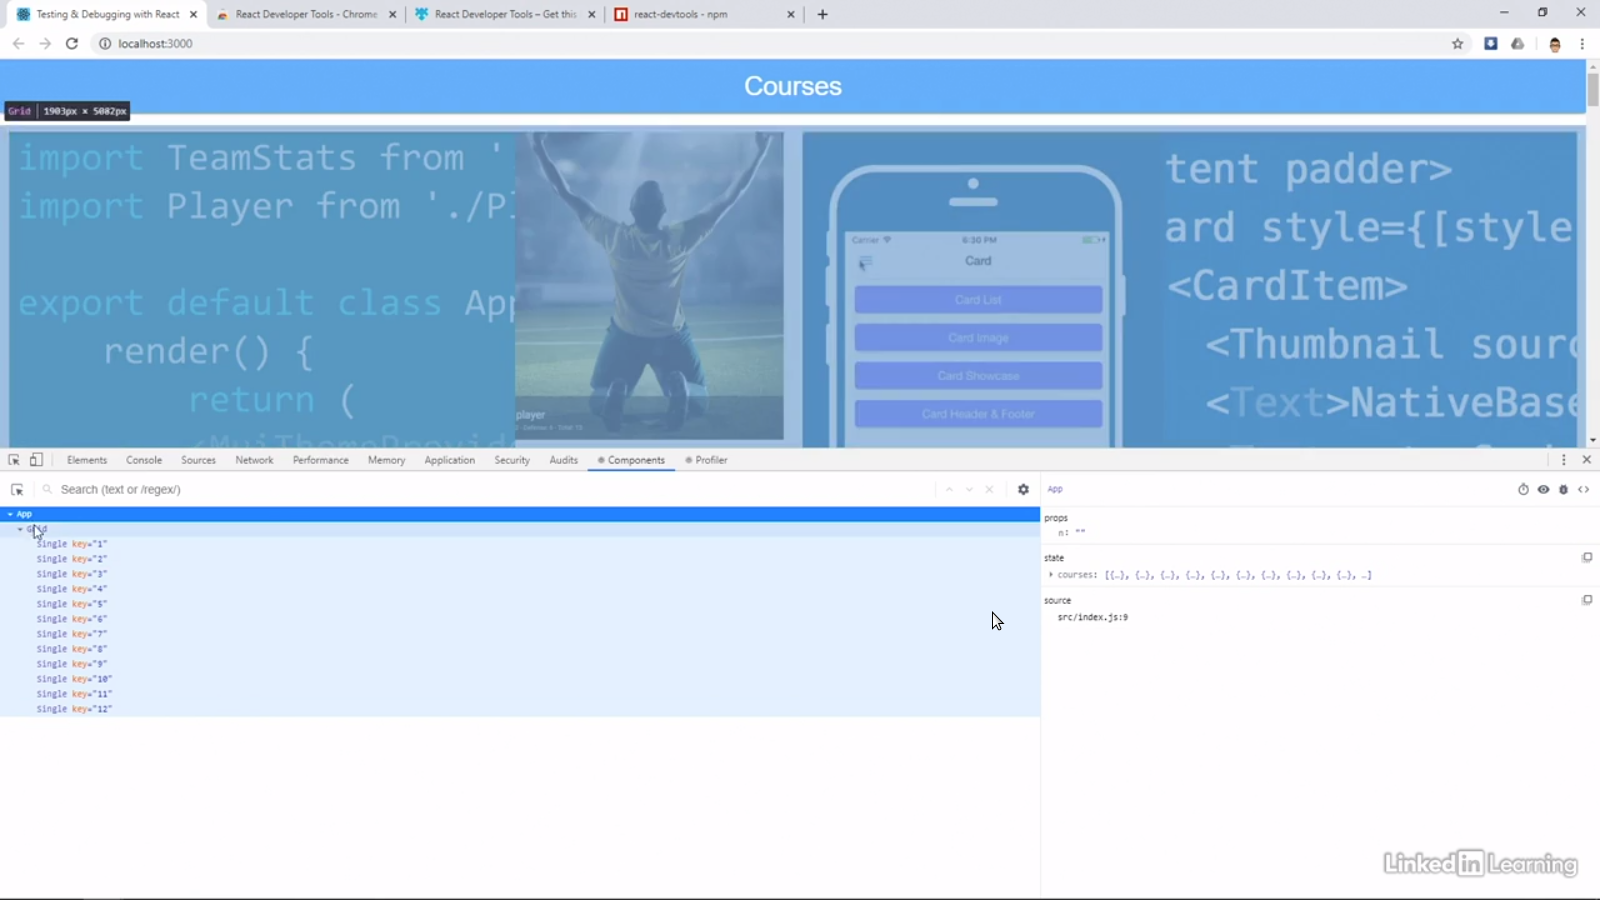 Testing & Debugging with React
React Developer Tools - Chrome
React Developer Tools – Get this
react-devtools - npm
localhost:3000
Courses
Grid | 1903px × 5082px
import TeamStats from '
import Player from './Pl
export default class App
render() {
return (
<MuiThemeProvide
player
Carrier
6:30 PM
Card
Card List
Card Image
Card Showcase
Card Header & Footer
tent padder>
ard style={[style
<CardItem>
<Thumbnail sourc
<Text>NativeBase
Elements Console Sources Network Performance Memory Application Security Audits Components Profiler
Search (text or /regex/)
App
Grid
Single key="1"
Single key="2"
Single key="3"
Single key="4"
Single key="5"
Single key="6"
Single key="7"
Single key="8"
Single key="9"
Single key="10"
Single key="11"
Single key="12"
App
props
n: ""
state
courses: [{…}, {…}, {…}, {…}, {…}, {…}, {…}, {…}, {…}, {…}, …]
source
src/index.js:9
Linked in Learning